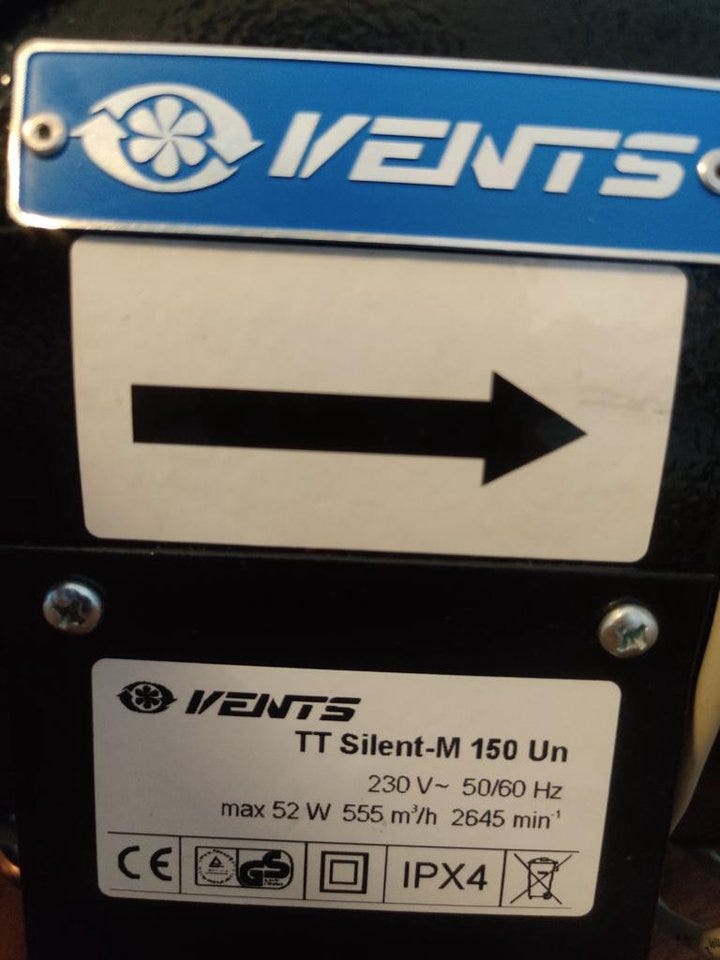 VENTS
VENTS
TT Silent-M 150 Un
230 V~ 50/60 Hz
max 52 W 555 m³/h 2645 min⁻¹
CE GS IPX4